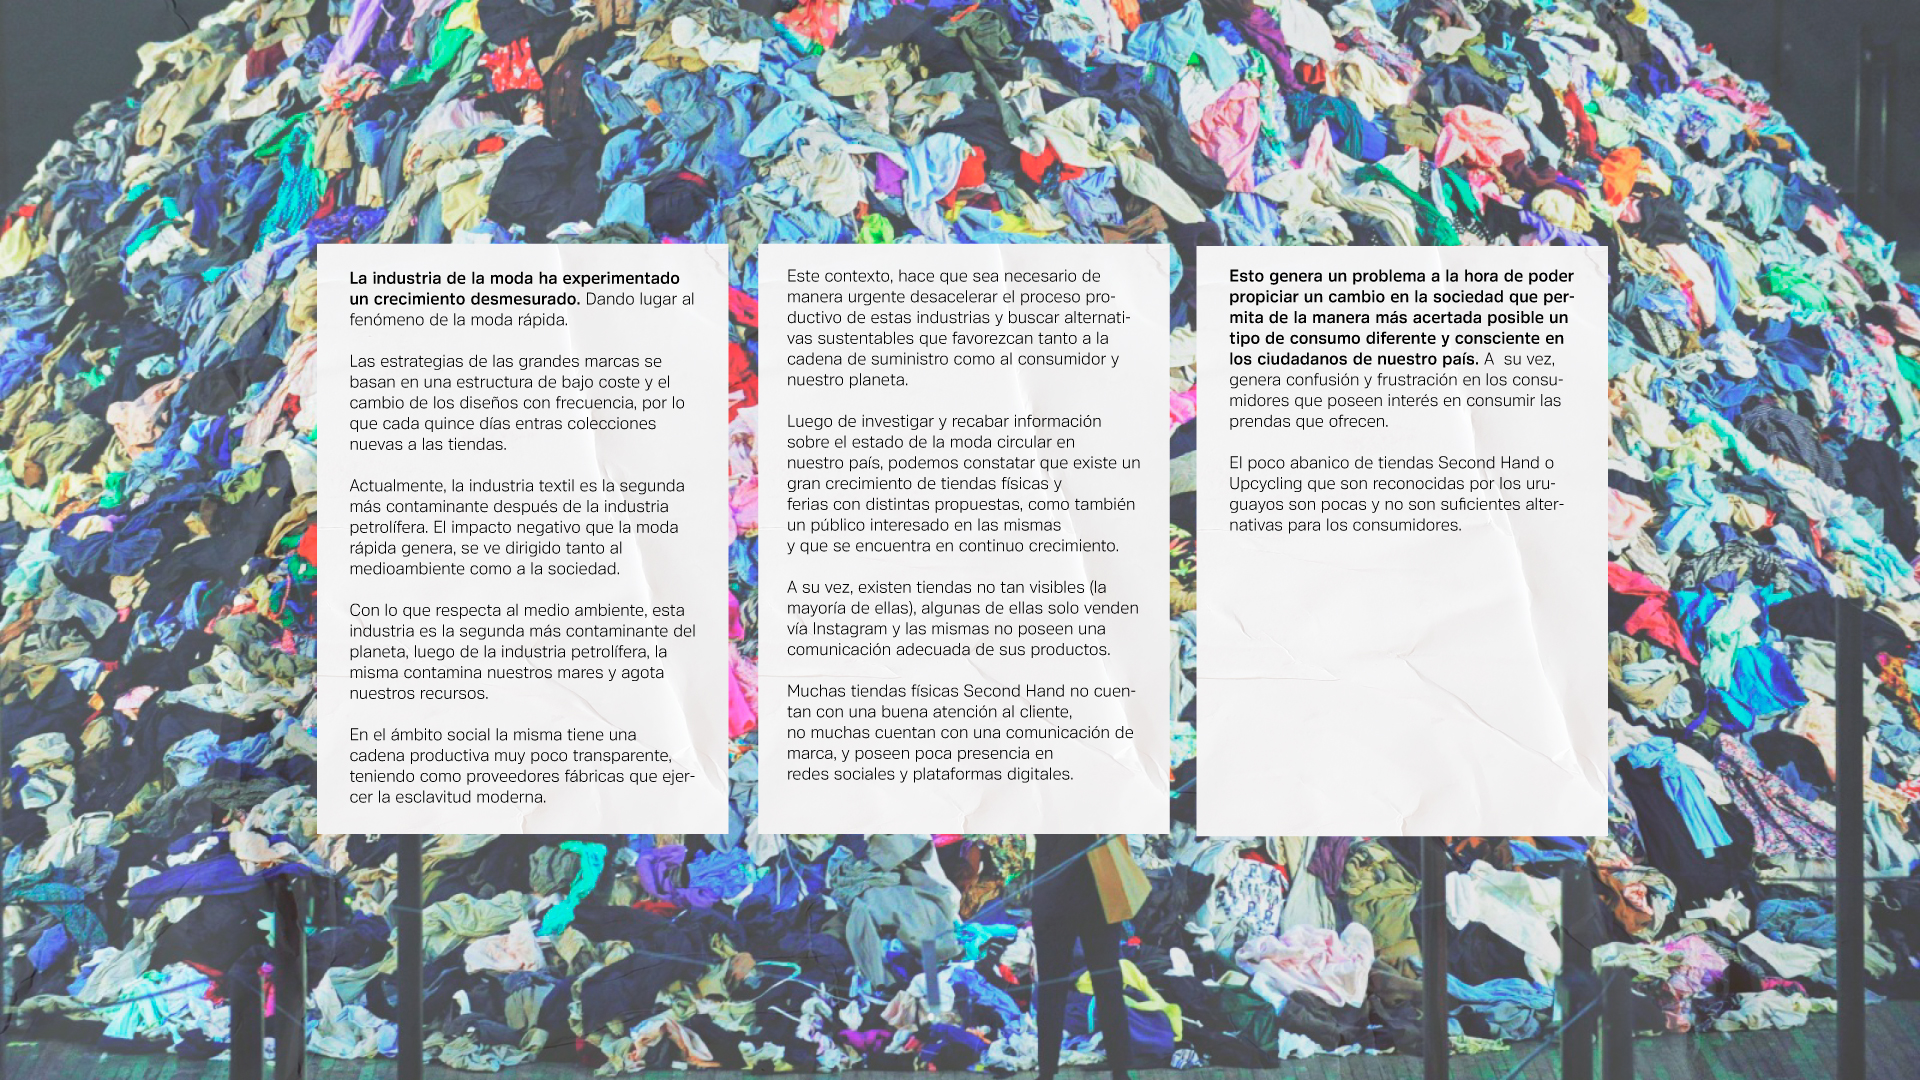 La industria de la moda ha experimentado
un crecimiento desmesurado. Dando lugar al
fenómeno de la moda rápida.
Las estrategias de las grandes marcas se
basan en una estructura de bajo coste y el
cambio de los diseños con frecuencia, por lo
que cada quince días entras colecciones
nuevas a las tiendas.
Actualmente, la industria textil es la segunda
más contaminante después de la industria
petrolífera. El impacto negativo que la moda
rápida genera, se ve dirigido tanto al
medioambiente como a la sociedad.
Con lo que respecta al medio ambiente, esta
industria es la segunda más contaminante del
planeta, luego de la industria petrolífera, la
misma contamina nuestros mares y agota
nuestros recursos.
En el ámbito social la misma tiene una
cadena productiva muy poco transparente,
teniendo como proveedores fábricas que ejer-
cer la esclavitud moderna.
Este contexto, hace que sea necesario de
manera urgente desacelerar el proceso pro-
ductivo de estas industrias y buscar alternati-
vas sustentables que favorezcan tanto a la
cadena de suministro como al consumidor y
nuestro planeta.
Luego de investigar y recabar información
sobre el estado de la moda circular en
nuestro país, podemos constatar que existe un
gran crecimiento de tiendas físicas y
ferias con distintas propuestas, como también
un público interesado en las mismas
y que se encuentra en continuo crecimiento.
A su vez, existen tiendas no tan visibles (la
mayoría de ellas), algunas de ellas solo venden
vía Instagram y las mismas no poseen una
comunicación adecuada de sus productos.
Muchas tiendas físicas Second Hand no cuen-
tan con una buena atención al cliente,
no muchas cuentan con una comunicación de
marca, y poseen poca presencia en
redes sociales y plataformas digitales.
Esto genera un problema a la hora de poder
propiciar un cambio en la sociedad que per-
mita de la manera más acertada posible un
tipo de consumo diferente y consciente en
los ciudadanos de nuestro país. A  su vez,
genera confusión y frustración en los consu-
midores que poseen interés en consumir las
prendas que ofrecen.
El poco abanico de tiendas Second Hand o
Upcycling que son reconocidas por los uru-
guayos son pocas y no son suficientes alter-
nativas para los consumidores.